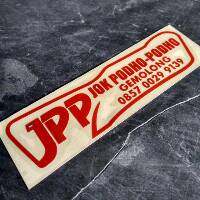 JPP
JOK PODHO-PODHO
GEMOLONG
0857 0029 9139